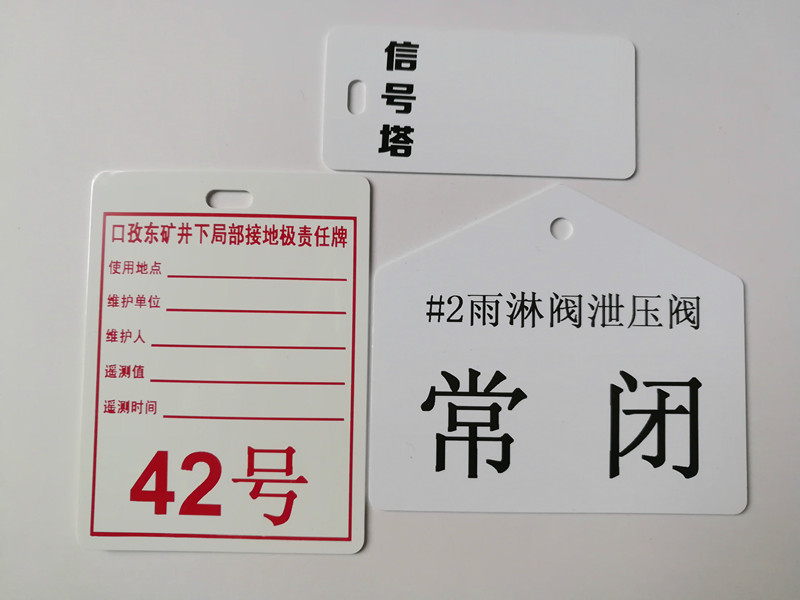 信
号
塔
口孜东矿井下局部接地极责任牌
使用地点
维护单位
维护人
遥测值
遥测时间
42号
#2雨淋阀泄压阀
常 闭